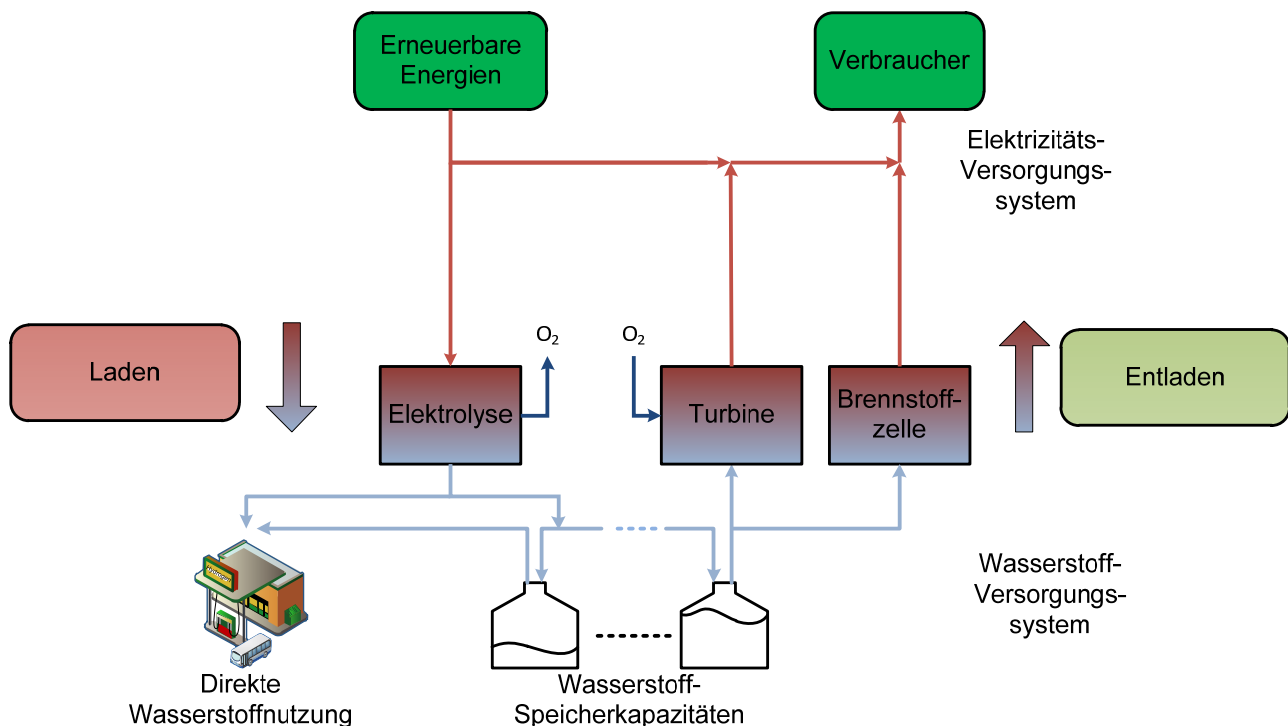 Erneuerbare
Energien
Verbraucher
Elektrizitäts-
Versorgungs-
system
Laden
O₂
O₂
Elektrolyse
Turbine
Brennstoff-
zelle
Entladen
Wasserstoff-
Versorgungs-
system
Direkte
Wasserstoffnutzung
Wasserstoff-
Speicherkapazitäten